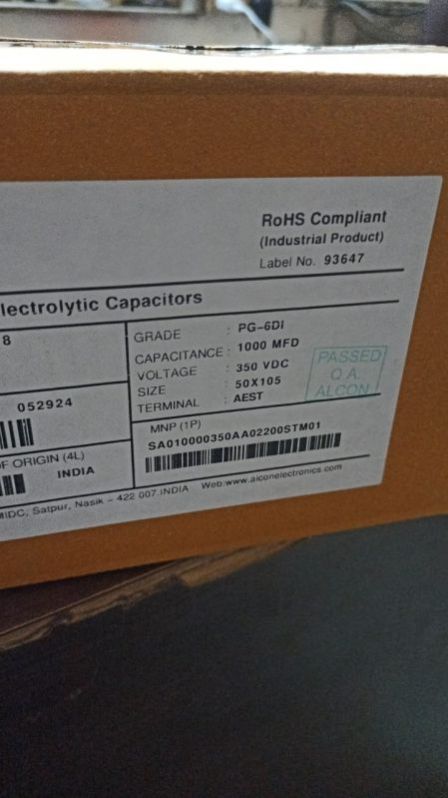 RoHS Compliant
(Industrial Product)
Label No. 93647
lectrolytic Capacitors
8
GRADE : PG-6DI
CAPACITANCE : 1000 MFD
VOLTAGE : 350 VDC
SIZE : 50X105
TERMINAL : AEST
PASSED
Q.A.
ALCON
052924
MNP (1P)
SA010000350AA02200STM01
F ORIGIN (4L)
INDIA
MIDC, Satpur, Nasik - 422 007 INDIA Web:www.alconelectronics.com